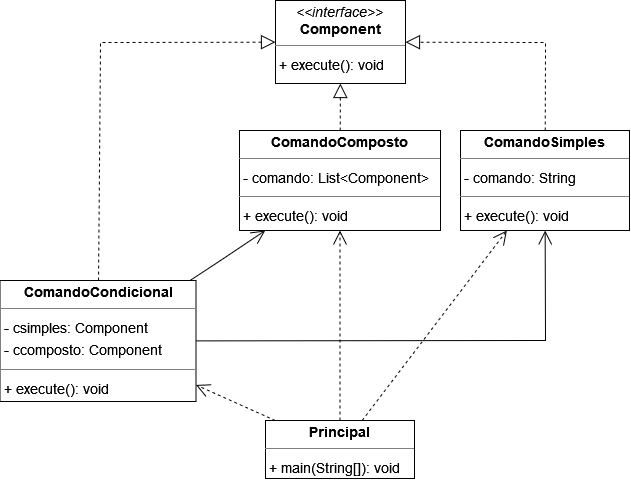 <<interface>>
Component
+ execute(): void
ComandoComposto
- comando: List<Component>
+ execute(): void
ComandoSimples
- comando: String
+ execute(): void
ComandoCondicional
- csimples: Component
- ccomposto: Component
+ execute(): void
Principal
+ main(String[]): void